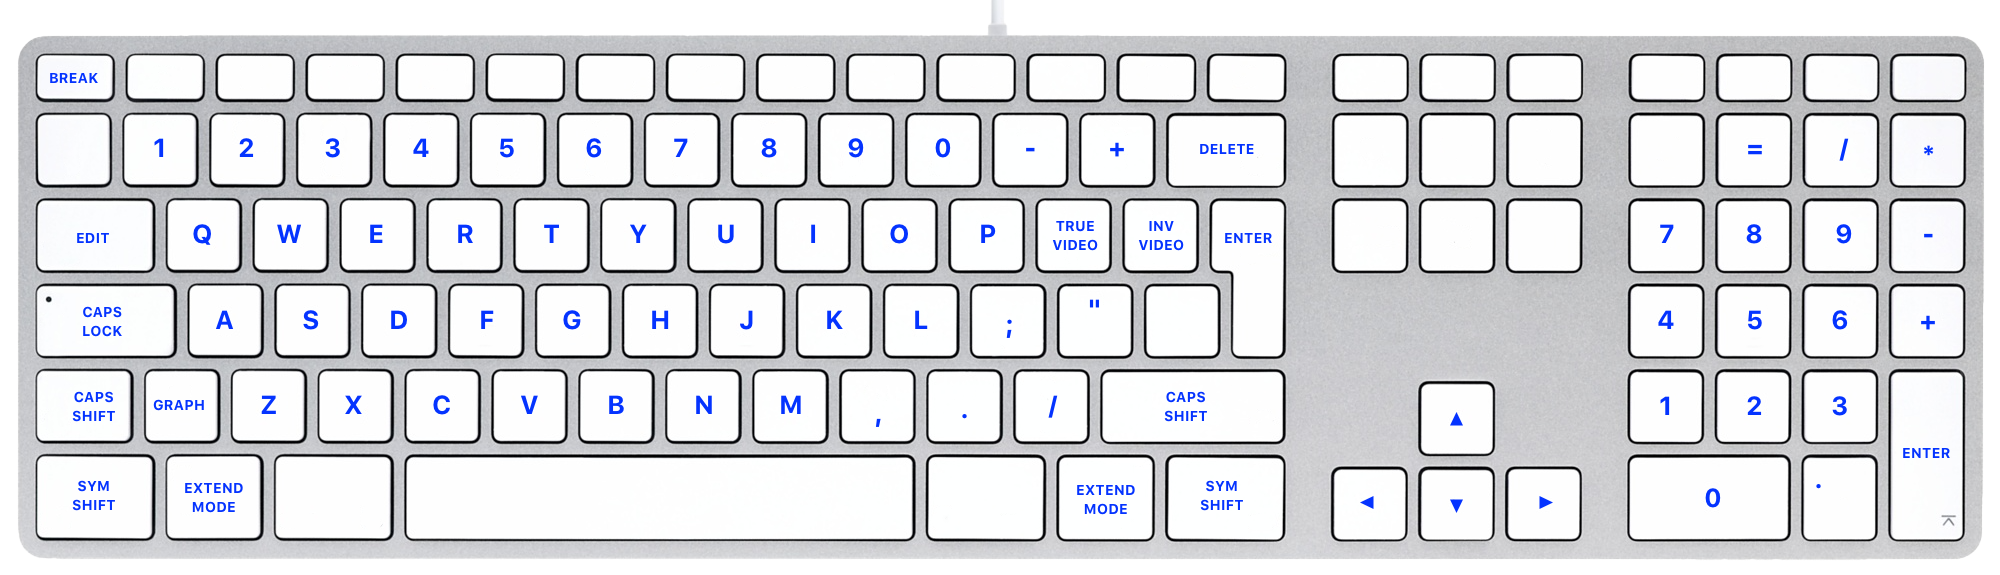 BREAK
1 2 3 4 5 6 7 8 9 0 - + DELETE = / *
EDIT Q W E R T Y U I O P TRUE VIDEO INV VIDEO ENTER 7 8 9 -
CAPS LOCK A S D F G H J K L ; " 4 5 6 +
CAPS SHIFT GRAPH Z X C V B N M , . / CAPS SHIFT ▲ 1 2 3 ENTER
SYM SHIFT EXTEND MODE EXTEND MODE SYM SHIFT ◀ ▼ ▶ 0 .